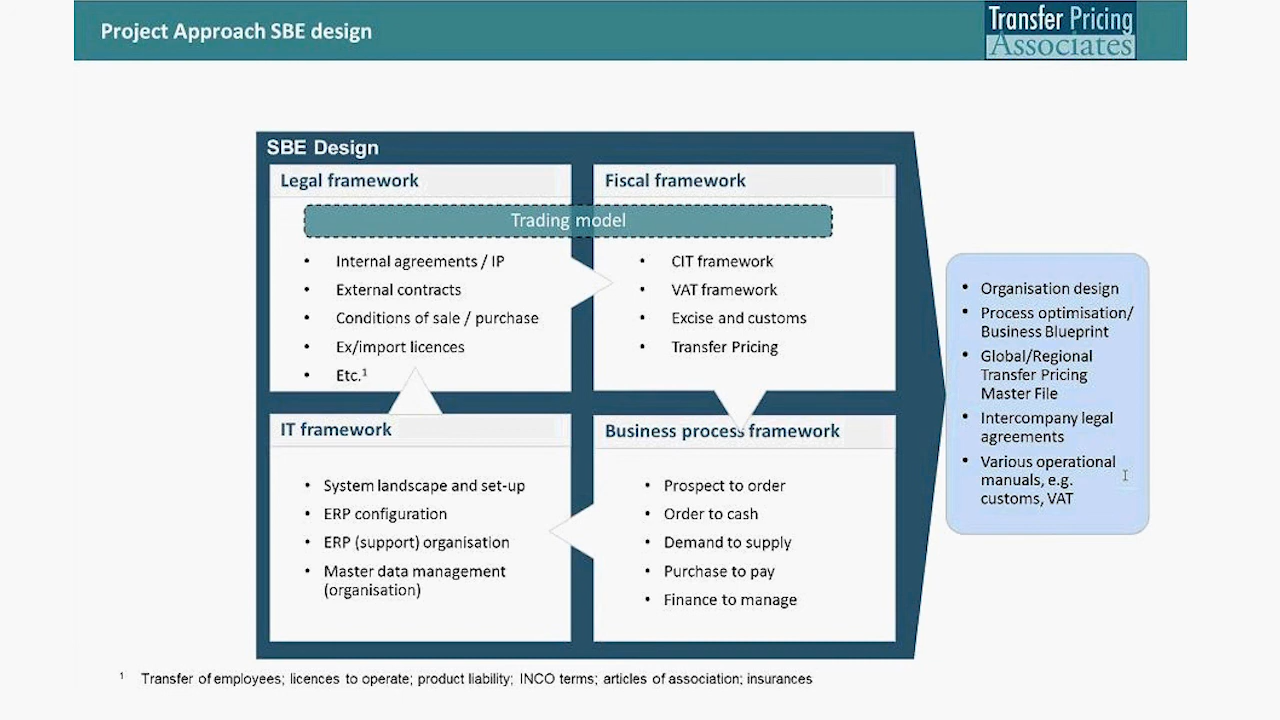 Project Approach SBE design
Transfer Pricing
Associates
SBE Design
Legal framework
Fiscal framework
Trading model
• Internal agreements / IP
• External contracts
• Conditions of sale / purchase
• Ex/import licences
• Etc.¹
• CIT framework
• VAT framework
• Excise and customs
• Transfer Pricing
IT framework
• System landscape and set-up
• ERP configuration
• ERP (support) organisation
• Master data management
(organisation)
Business process framework
• Prospect to order
• Order to cash
• Demand to supply
• Purchase to pay
• Finance to manage
• Organisation design
• Process optimisation/
Business Blueprint
• Global/Regional
Transfer Pricing
Master File
• Intercompany legal
agreements
• Various operational
manuals, e.g.
customs, VAT
¹ Transfer of employees; licences to operate; product liability; INCO terms; articles of association; insurances